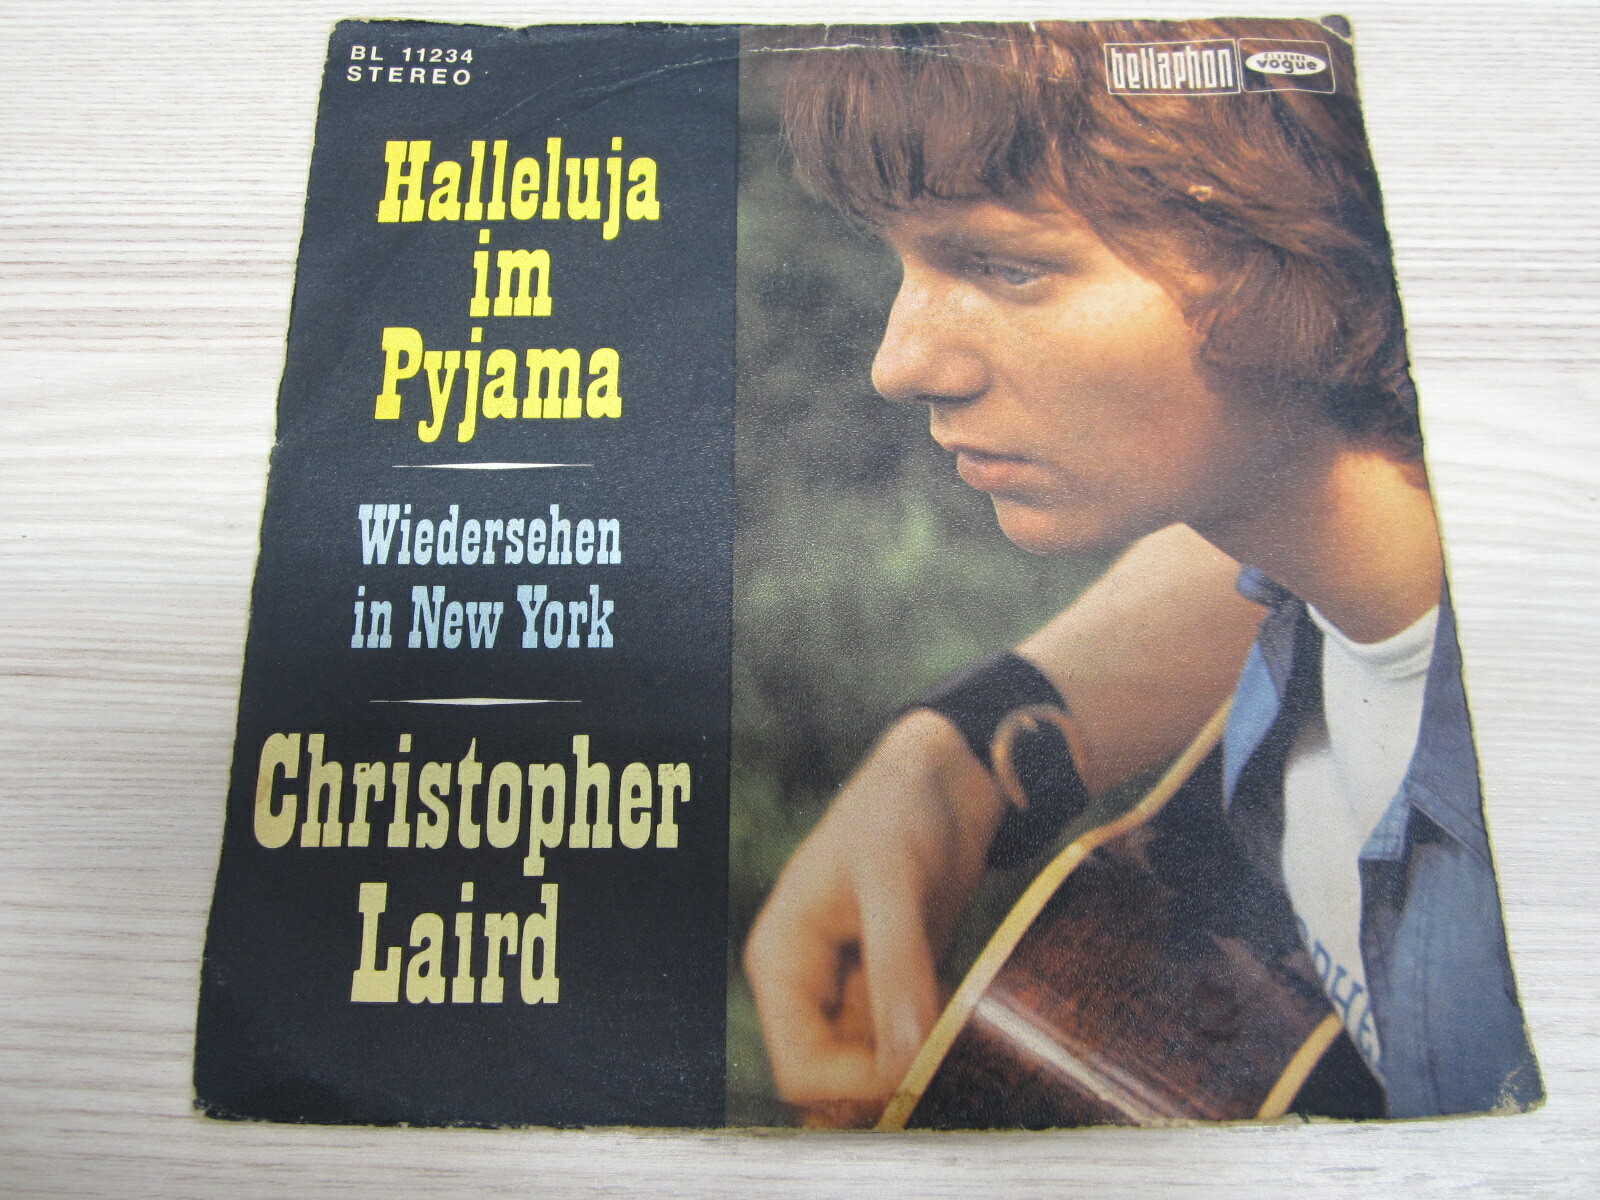 BL 11234
STEREO
bellaphon
vogue
Halleluja
im
Pyjama
Wiedersehen
in New York
Christopher
Laird